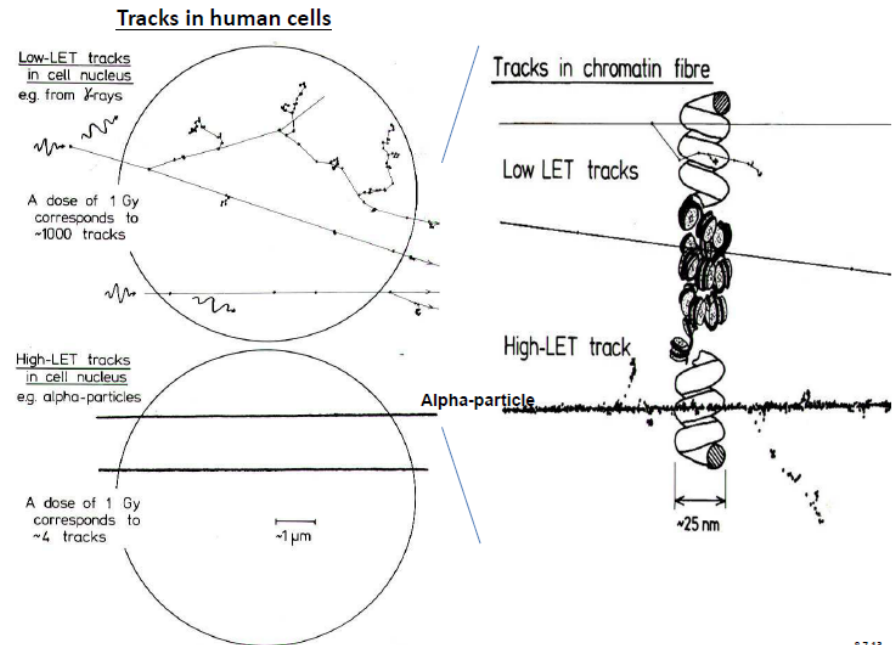 Tracks in human cells
Low-LET tracks
in cell nucleus
e.g. from γ-rays
A dose of 1 Gy
corresponds to
~1000 tracks
High-LET tracks
in cell nucleus
e.g. alpha-particles
A dose of 1 Gy
corresponds to
~4 tracks
~1 μm
Tracks in chromatin fibre
Low LET tracks
High-LET track
Alpha-particle
~25 nm